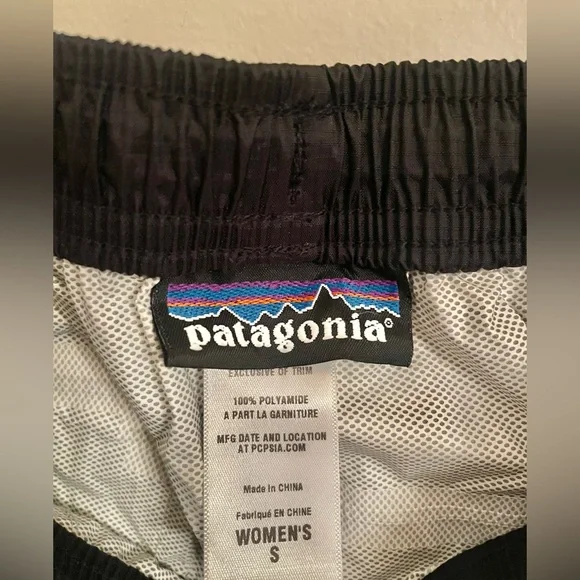 patagonia®
EXCLUSIVE OF TRIM
100% POLYAMIDE
A PART LA GARNITURE
MFG DATE AND LOCATION
AT PCPSIA.COM
Made in CHINA
Fabriqué EN CHINE
WOMEN'S
S